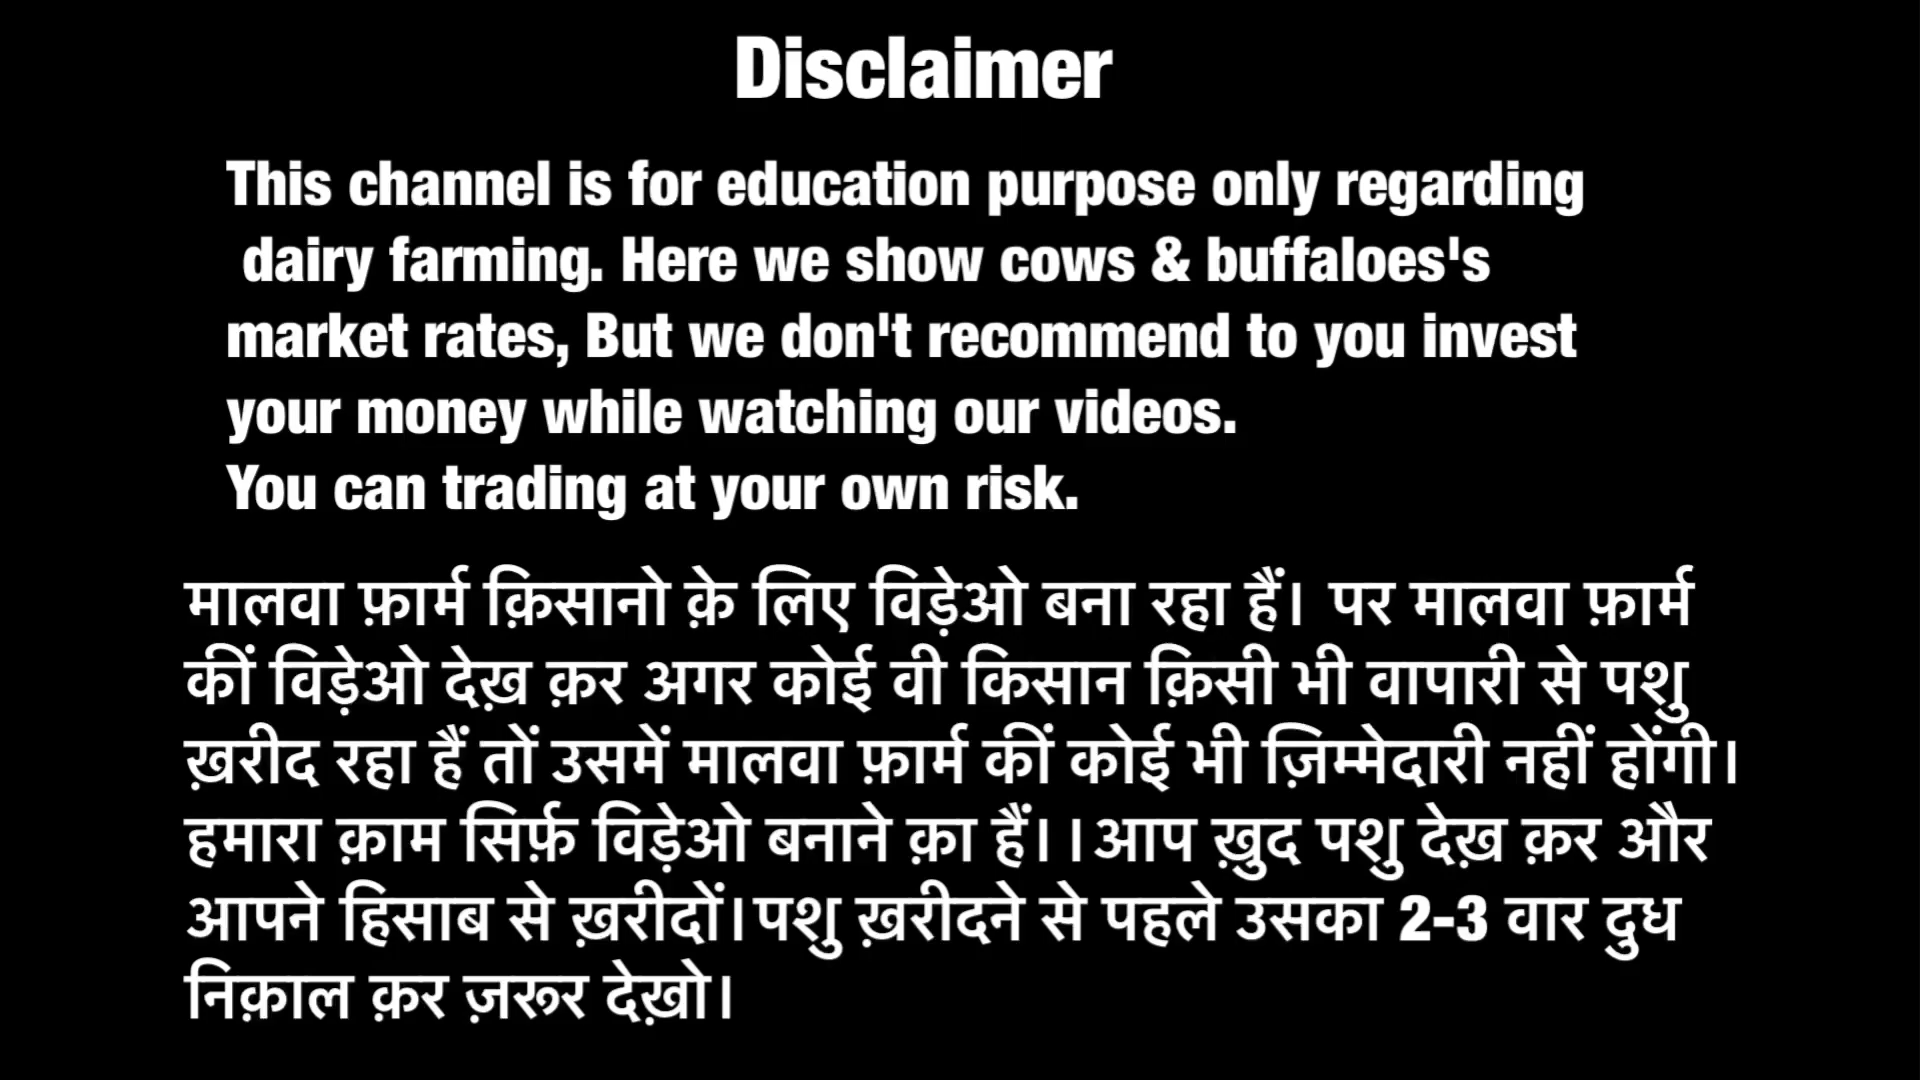 Disclaimer
This channel is for education purpose only regarding
dairy farming. Here we show cows & buffaloes's
market rates, But we don't recommend to you invest
your money while watching our videos.
You can trading at your own risk.
मालवा फ़ार्म क़िसानो क़े लिए विड़ेओ बना रहा हैं। पर मालवा फ़ार्म
कीं विड़ेओ देख़ क़र अगर कोई वी किसान क़िसी भी वापारी से पशु
ख़रीद रहा हैं तों उसमें मालवा फ़ार्म कीं कोई भी ज़िम्मेदारी नहीं होंगी।
हमारा क़ाम सिर्फ़ विड़ेओ बनाने क़ा हैं।।आप ख़ुद पशु देख़ क़र और
आपने हिसाब से ख़रीदों।पशु ख़रीदने से पहले उसका 2-3 वार दुध
निक़ाल क़र ज़रूर देख़ो।